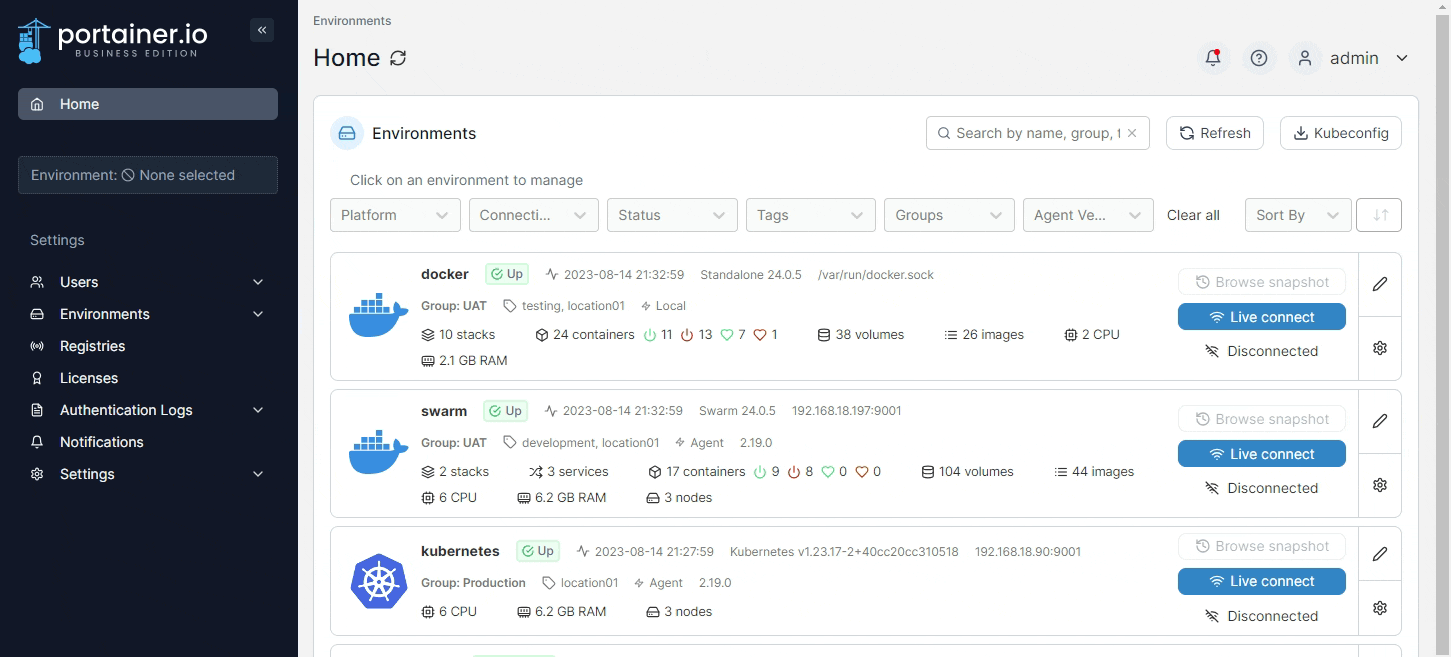 portainer.io
BUSINESS EDITION
Home
Environment: None selected
Settings
Users
Environments
Registries
Licenses
Authentication Logs
Notifications
Settings
Environments
Home
admin
Environments
Search by name, group, t
Refresh
Kubeconfig
Click on an environment to manage
Platform
Connecti...
Status
Tags
Groups
Agent Ve...
Clear all
Sort By
docker Up 2023-08-14 21:32:59 Standalone 24.0.5 /var/run/docker.sock
Group: UAT testing, location01 Local
10 stacks 24 containers 11 13 7 1 38 volumes 26 images 2 CPU
2.1 GB RAM
Browse snapshot
Live connect
Disconnected
swarm Up 2023-08-14 21:32:59 Swarm 24.0.5 192.168.18.197:9001
Group: UAT development, location01 Agent 2.19.0
2 stacks 3 services 17 containers 9 8 0 0 104 volumes 44 images
6 CPU 6.2 GB RAM 3 nodes
Browse snapshot
Live connect
Disconnected
kubernetes Up 2023-08-14 21:27:59 Kubernetes v1.23.17-2+40cc20cc310518 192.168.18.90:9001
Group: Production location01 Agent 2.19.0
6 CPU 6.2 GB RAM 3 nodes
Browse snapshot
Live connect
Disconnected